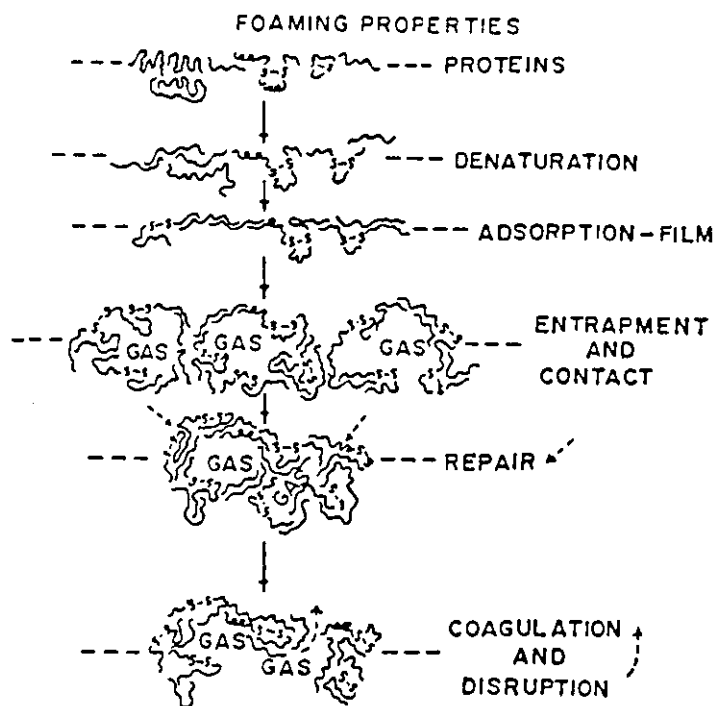 FOAMING PROPERTIES
S-S S-S PROTEINS
S-S S-S DENATURATION
S-S S-S S-S ADSORPTION-FILM
S-S S-S S-S
GAS GAS GAS
S-S S-S S-S S-S
ENTRAPMENT
AND
CONTACT
S-S S-S
GAS GAS
REPAIR
S-S S-S
GAS GAS
S-S
COAGULATION
AND
DISRUPTION